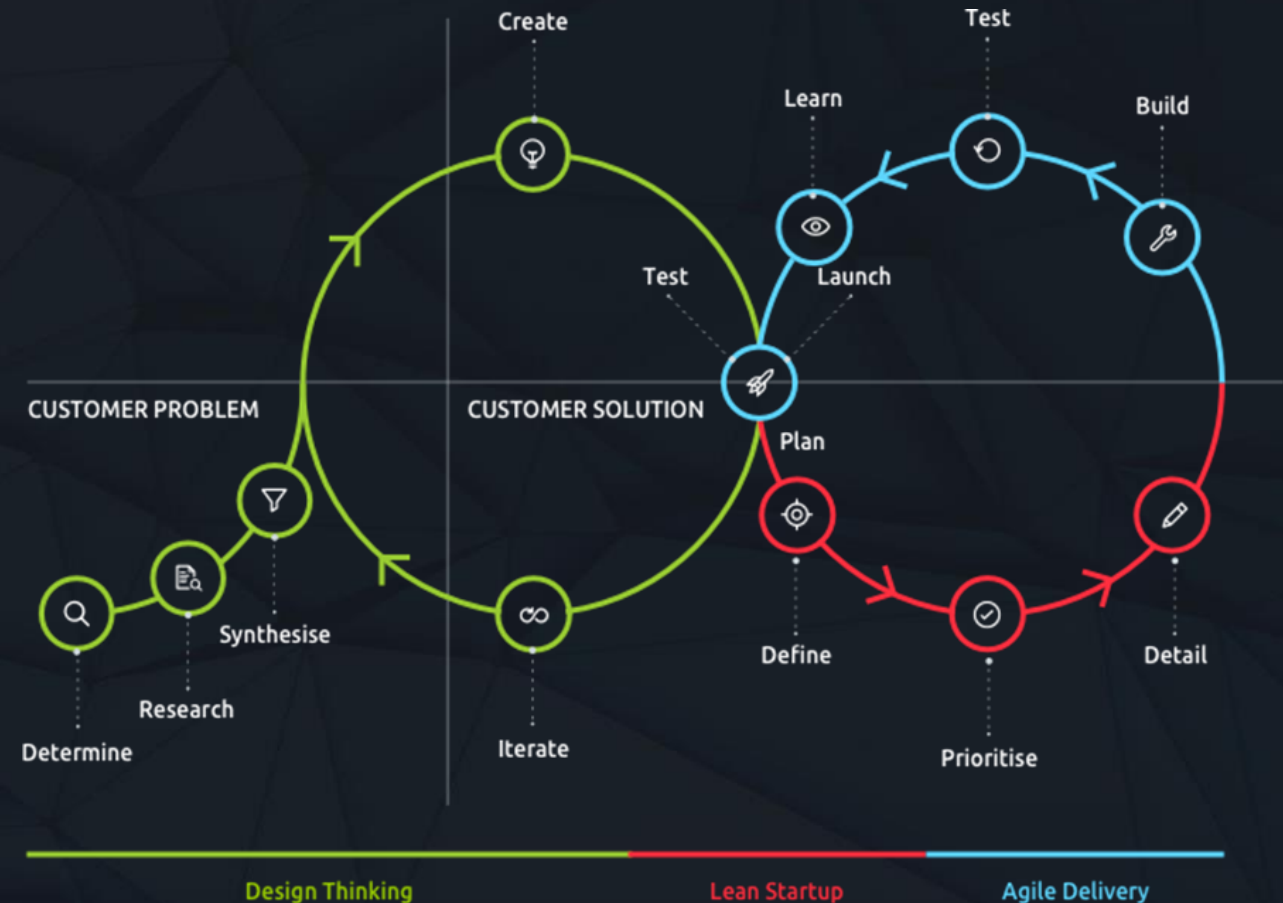 Create
Test
Learn
Build
Test
Launch
CUSTOMER PROBLEM
CUSTOMER SOLUTION
Plan
Synthesise
Define
Detail
Research
Determine
Iterate
Prioritise
Design Thinking
Lean Startup
Agile Delivery